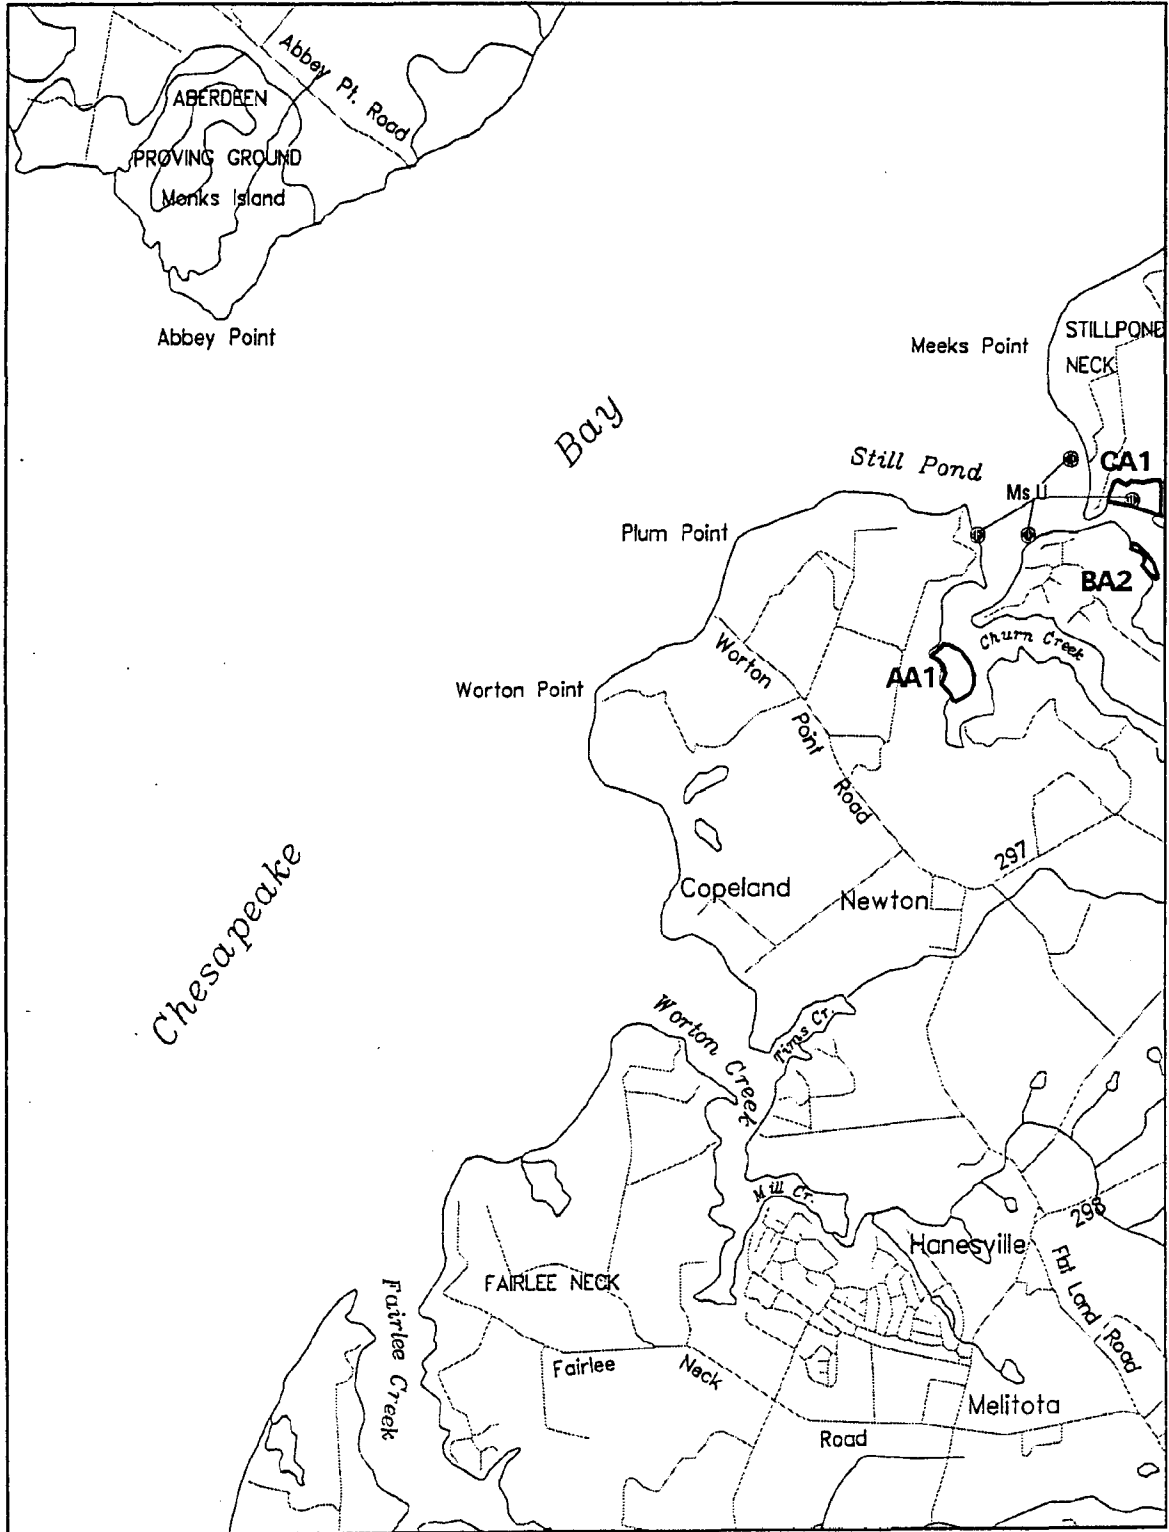 Abbey Pt. Road
ABERDEEN
PROVING GROUND
Monks Island
Abbey Point
Meeks Point
STILLPOND
NECK
Bay
Still Pond
CA1
Ms U
Plum Point
BA2
Churn Creek
Worton
AA1
Worton Point
Point
Road
297
Chesapeake
Copeland
Newton
Worton Creek
Tims Cr.
Mill Cr.
298
Hanesville
Flat Land Road
FAIRLEE NECK
Fairlee Creek
Fairlee
Neck
Melitota
Road